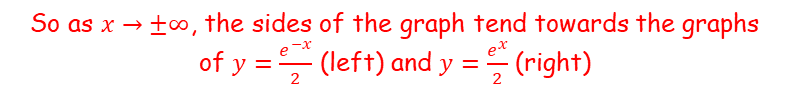 So as x → ±∞, the sides of the graph tend towards the graphs
of y = e^{-x}/2 (left) and y = e^x/2 (right)